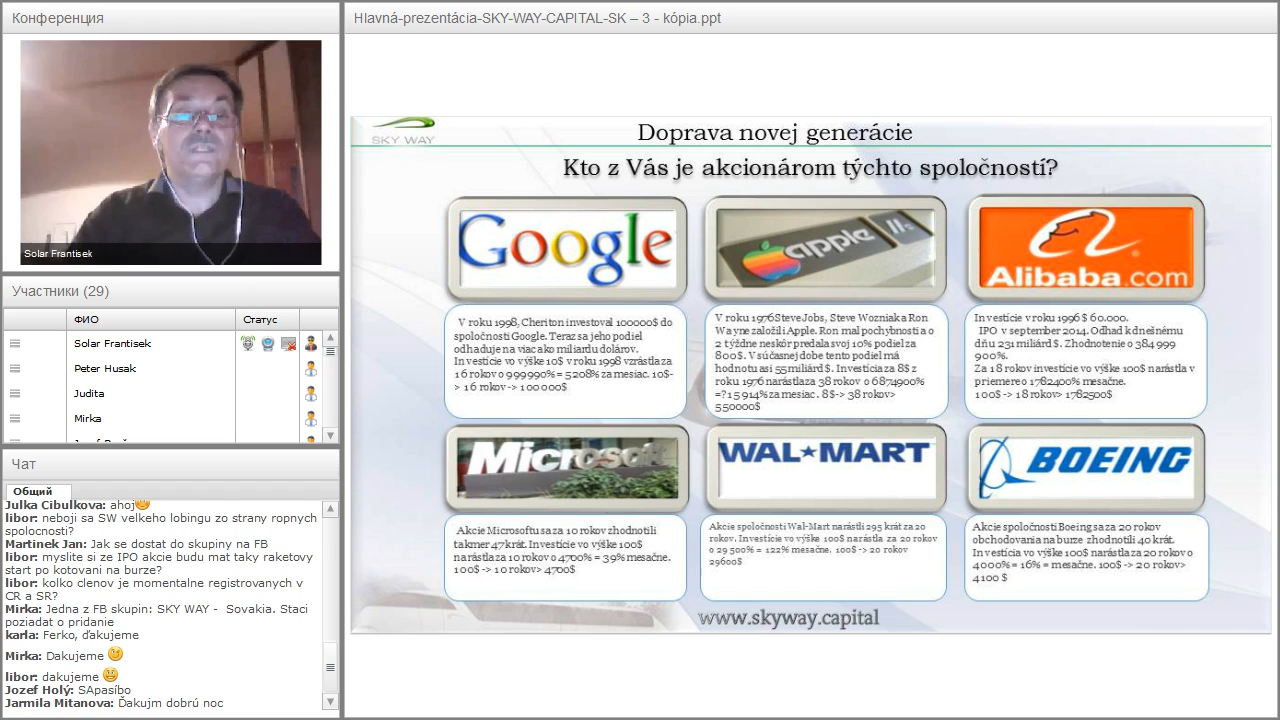 Конференция
Solar Frantisek
Участники (29)
ФИО
Статус
Solar Frantisek
Peter Husak
Judita
Mirka
Чат
Общий
Julka Cibulkova: ahoj
libor: neboji sa SW velkeho lobingu zo strany ropnych
spolocnosti?
Martinek Jan: Jak se dostat do skupiny na FB
libor: myslite si ze IPO akcie budu mat taky raketovy
start po kotovani na burze?
libor: kolko clenov je momentalne registrovanych v
CR a SR?
Mirka: Jedna z FB skupin: SKY WAY - Sovakia. Staci
poziadat o pridanie
karla: Ferko, ďakujeme
Mirka: Dakujeme
libor: dakujeme
Jozef Holý: SApasíbo
Jarmila Mitanova: Ďakujm dobrú noc
Hlavná-prezentácia-SKY-WAY-CAPITAL-SK – 3 - kópia.ppt
SKY WAY
Doprava novej generácie
Kto z Vás je akcionárom týchto spoločností?
Google
V roku 1998, Cheriton investoval 100000$ do
spoločnosti Google. Teraz sa jeho podiel
odhaduje na viac ako miliardu dolárov.
Investície vo výške 10$ v roku 1998 vzrástla za
16 rokov o 999990% = 5208% za mesiac. 10$-
> 16 rokov -> 100 000$
apple
V roku 1976 Steve Jobs, Steve Wozniak a Ron
Wayne založili Apple. Ron mal pochybnosti a o
2 týždne neskôr predala svoj 10% podiel za
800$. V súčasnej dobe tento podiel má
hodnotu asi 55 miliárd $. Investícia za 8$ z
roku 1976 narástla za 38 rokov o 6874900%
=?15 914% za mesiac. 8$-> 38 rokov>
550000$
Alibaba.com
Investície v roku 1996 $ 60.000.
IPO v september 2014. Odhad k dnešnému
dňu 231 miliárd $. Zhodnotenie o 384 999
900%.
Za 18 rokov investície vo výške 100$ narástla v
priemere o 1782400% mesačne.
100$ -> 18 rokov> 1782500$
Microsoft
Akcie Microsoftu sa za 10 rokov zhodnotili
takmer 47 krát. Investície vo výške 100$
narástla za 10 rokov o 4700% = 39% mesačne.
100$ -> 10 rokov> 4700$
WAL★MART
Akcie spoločnosti Wal-Mart narástli 295 krát za 20
rokov. Investície vo výške 100$ narástla za 20 rokov
o 29 500% = 122% mesačne. 100$ -> 20 rokov
29600$
BOEING
Akcie spoločnosti Boeing sa za 20 rokov
obchodovania na burze zhodnotili 40 krát.
Investícia vo výške 100$ narástla za 20 rokov o
4000% = 16% = mesačne. 100$ -> 20 rokov>
4100 $
www.skyway.capital